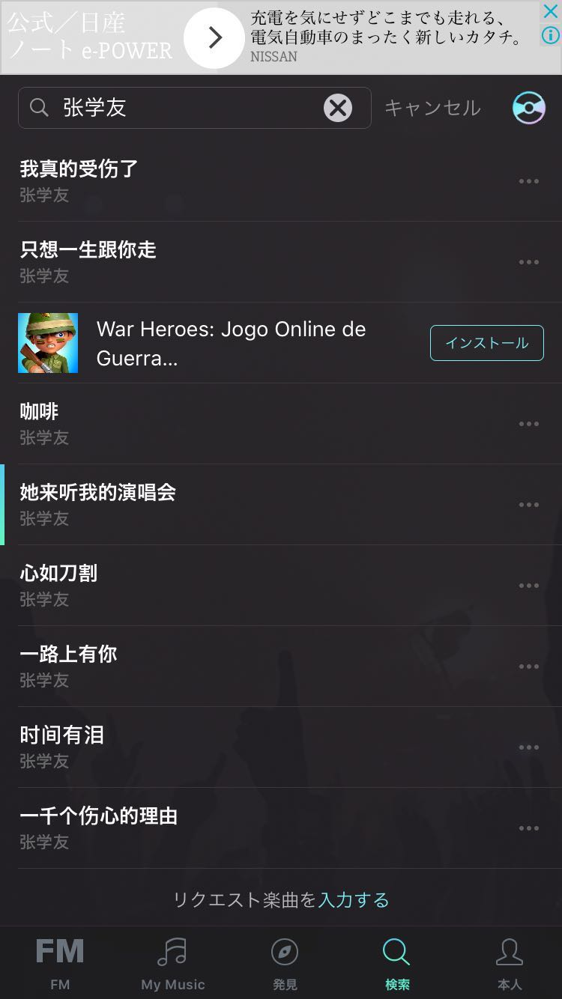 公式／日産
ノート e-POWER
充電を気にせずどこまでも走れる、
電気自動車のまったく新しいカタチ。
NISSAN
张学友
キャンセル
我真的受伤了
张学友
只想一生跟你走
张学友
War Heroes: Jogo Online de
Guerra...
インストール
咖啡
张学友
她来听我的演唱会
张学友
心如刀割
张学友
一路上有你
张学友
时间有泪
张学友
一千个伤心的理由
张学友
リクエスト楽曲を入力する
FM
FM
My Music
発見
検索
本人